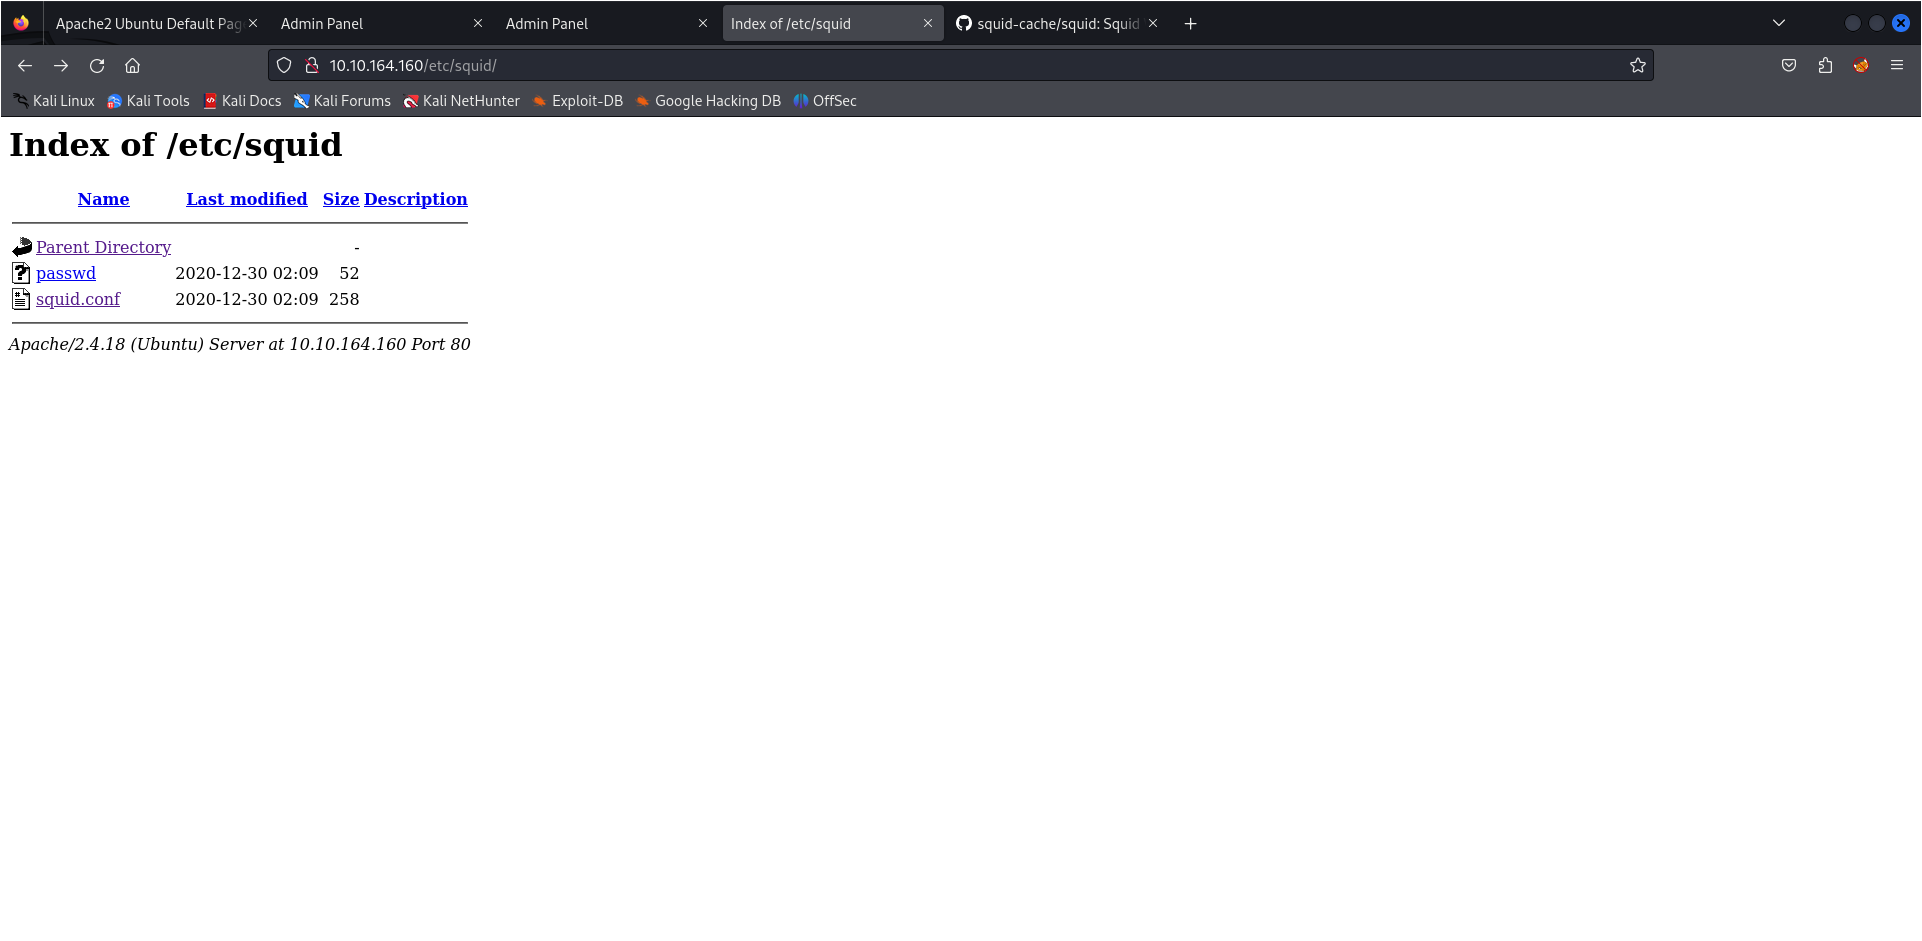 Apache2 Ubuntu Default Pag
Admin Panel
Admin Panel
Index of /etc/squid
squid-cache/squid: Squid
10.10.164.160/etc/squid/
Kali Linux Kali Tools Kali Docs Kali Forums Kali NetHunter Exploit-DB Google Hacking DB OffSec
Index of /etc/squid
Name Last modified Size Description
Parent Directory -
passwd 2020-12-30 02:09 52
squid.conf 2020-12-30 02:09 258
Apache/2.4.18 (Ubuntu) Server at 10.10.164.160 Port 80